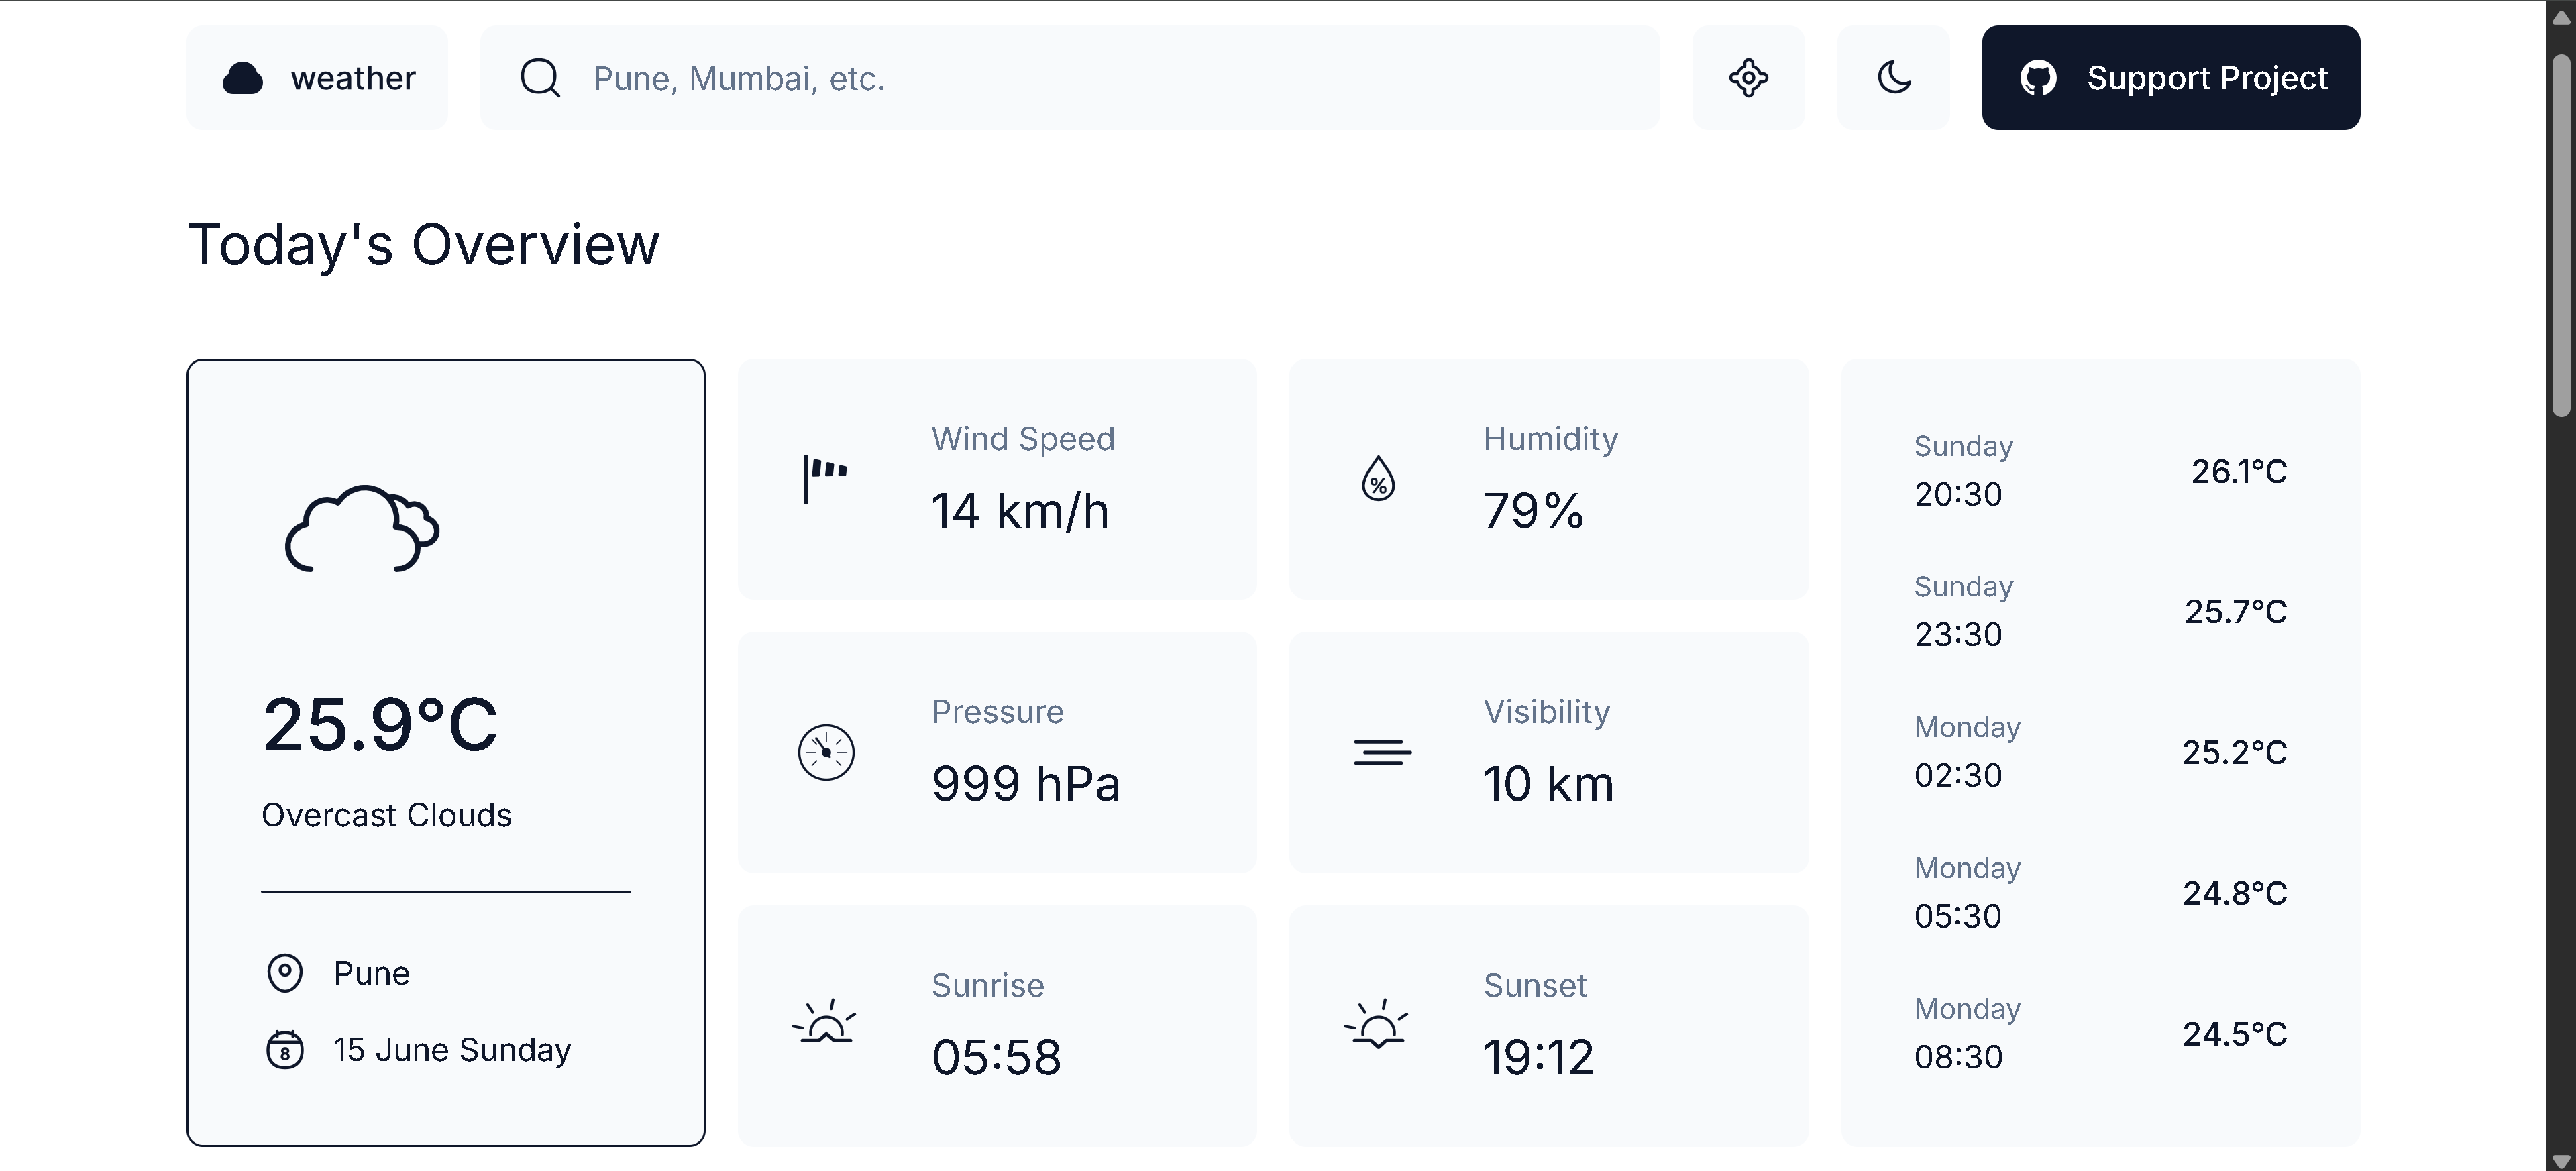 weather
Pune, Mumbai, etc.
Support Project
Today's Overview
25.9°C
Overcast Clouds
Pune
8
15 June Sunday
Wind Speed
14 km/h
%
Humidity
79%
Pressure
999 hPa
Visibility
10 km
Sunrise
05:58
Sunset
19:12
Sunday
20:30
26.1°C
Sunday
23:30
25.7°C
Monday
02:30
25.2°C
Monday
05:30
24.8°C
Monday
08:30
24.5°C